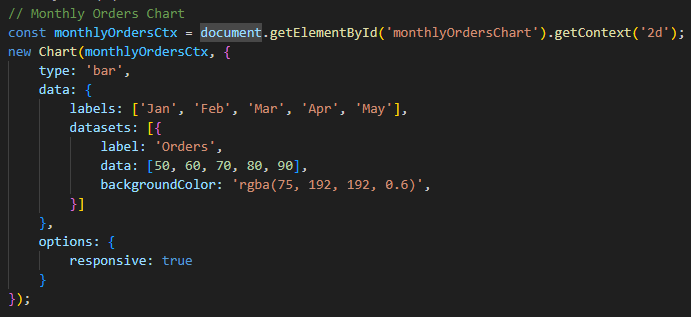 // Monthly Orders Chart
const monthlyOrdersCtx = document.getElementById('monthlyOrdersChart').getContext('2d');
new Chart(monthlyOrdersCtx, {
    type: 'bar',
    data: {
        labels: ['Jan', 'Feb', 'Mar', 'Apr', 'May'],
        datasets: [{
            label: 'Orders',
            data: [50, 60, 70, 80, 90],
            backgroundColor: 'rgba(75, 192, 192, 0.6)',
        }]
    },
    options: {
        responsive: true
    }
});